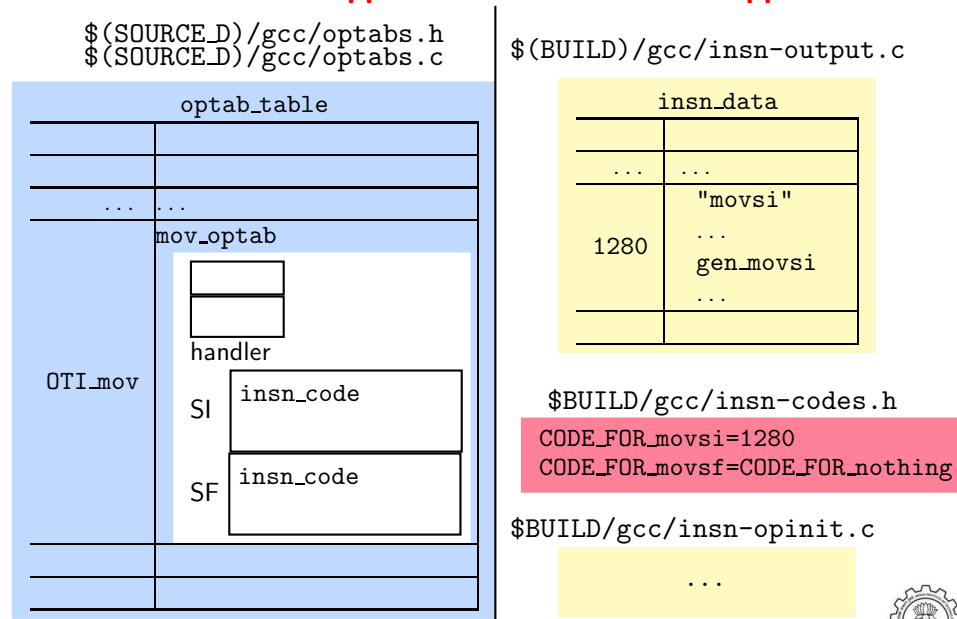 $(SOURCE_D)/gcc/optabs.h
$(SOURCE_D)/gcc/optabs.c
optab_table
... ...
mov_optab
OTI_mov
handler
SI insn_code
SF insn_code
$(BUILD)/gcc/insn-output.c
insn_data
... ...
"movsi"
...
1280
gen_movsi
...
$BUILD/gcc/insn-codes.h
CODE_FOR_movsi=1280
CODE_FOR_movsf=CODE_FOR_nothing
$BUILD/gcc/insn-opinit.c
...